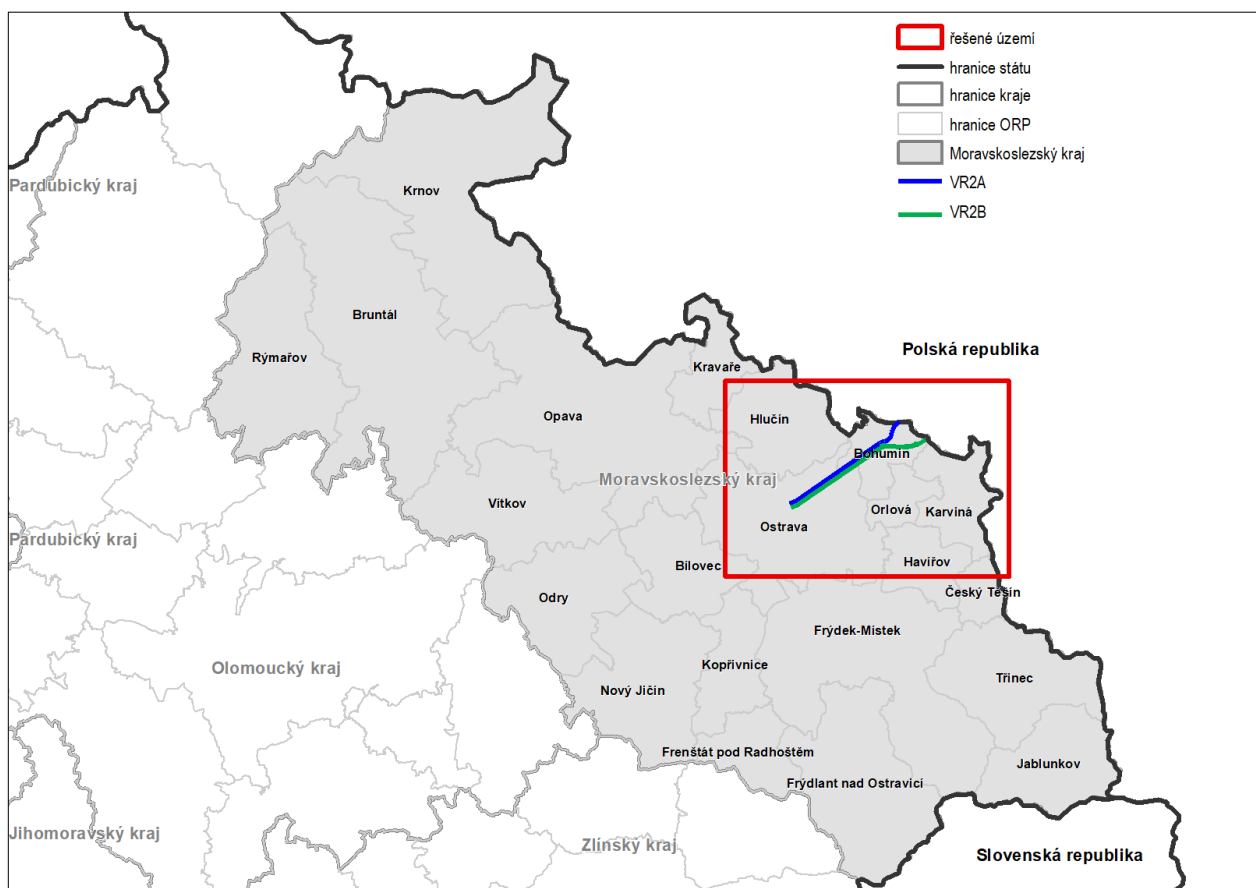 řešené území
hranice státu
hranice kraje
hranice ORP
Moravskoslezský kraj
VR2A
VR2B
Pardubický kraj
Krnov
Bruntál
Rýmařov
Polská republika
Kravaře
Hlučín
Opava
Bohumín
Moravskoslezský kraj
Vítkov
Orlová
Karviná
Ostrava
Pardubický kraj
Bílovec
Havířov
Odry
Český Těšín
Frýdek-Místek
Olomoucký kraj
Kopřivnice
Třinec
Nový Jičín
Frenštát pod Radhoštěm
Jablunkov
Frýdlant nad Ostravicí
Jihomoravský kraj
Zlínský kraj
Slovenská republika